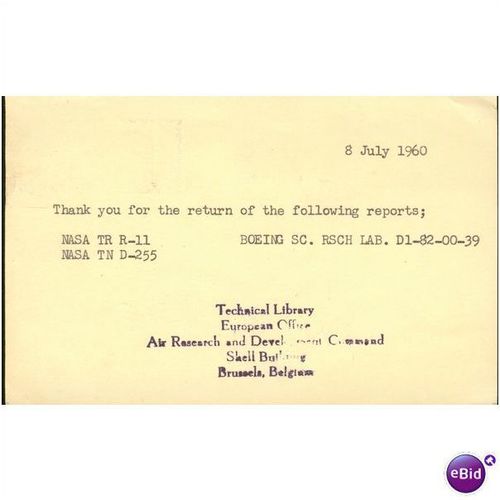 8 July 1960
Thank you for the return of the following reports;
NASA TR R-11 BOEING SC. RSCH LAB. D1-82-00-39
NASA TN D-255
Technical Library
European Office
Air Research and Development Command
Shell Building
Brussels, Belgium
eBid